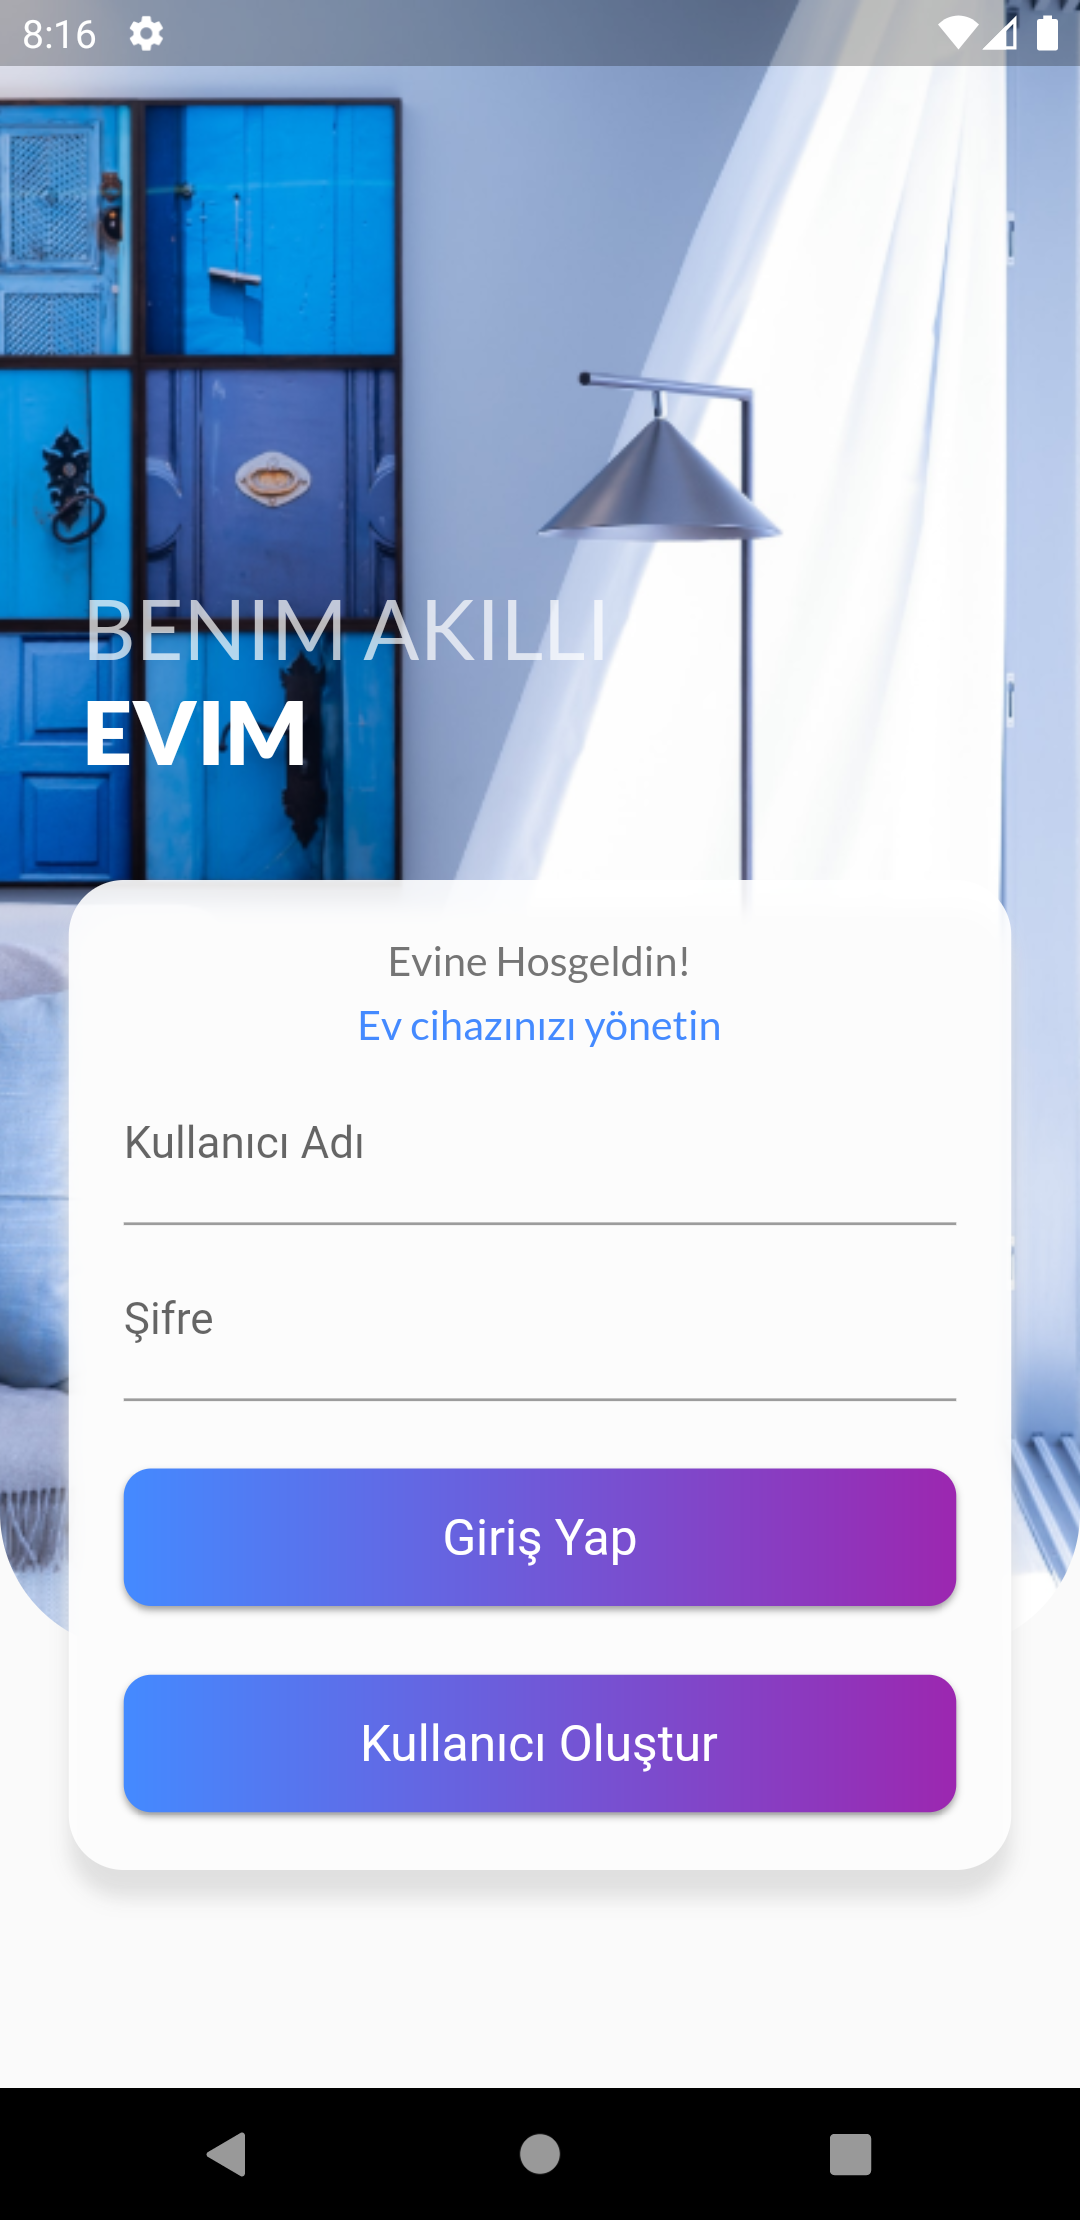 8:16
BENIM AKILLI
EVIM
Evine Hosgeldin!
Ev cihazınızı yönetin
Kullanıcı Adı
Şifre
Giriş Yap
Kullanıcı Oluştur